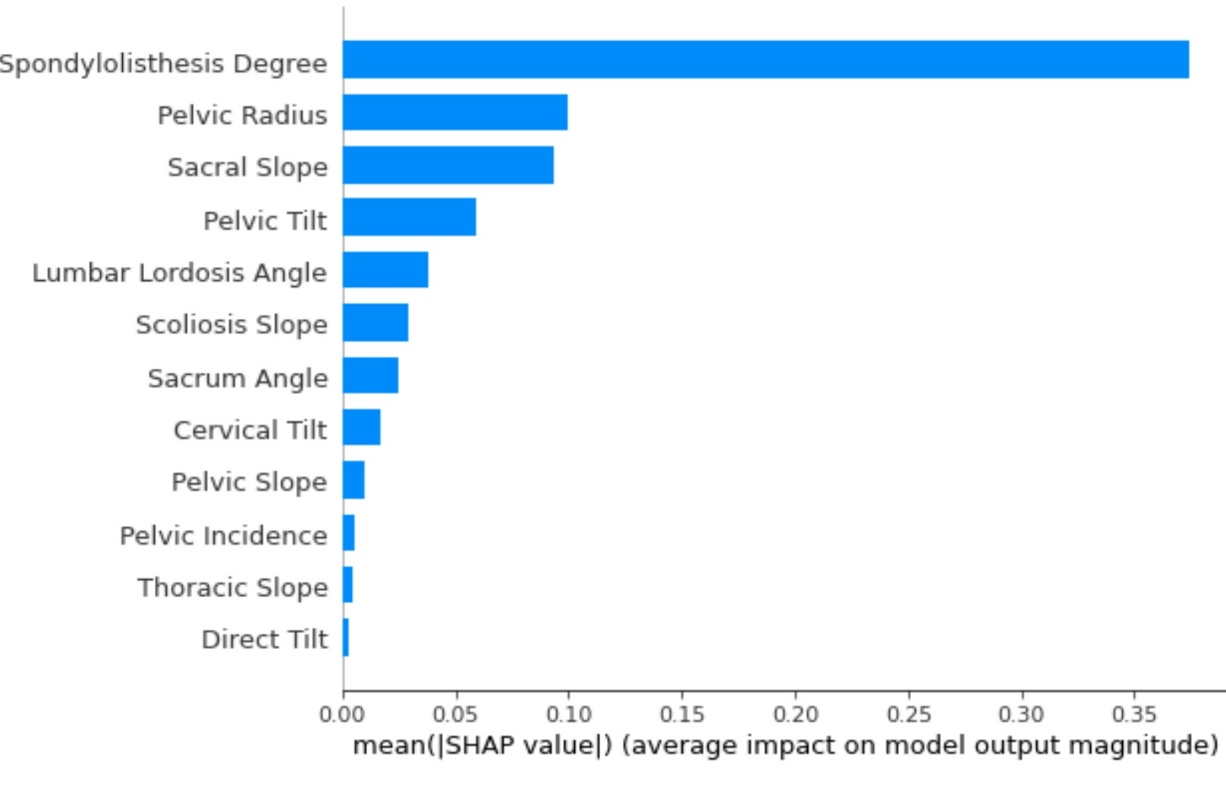 Spondylolisthesis Degree
Pelvic Radius
Sacral Slope
Pelvic Tilt
Lumbar Lordosis Angle
Scoliosis Slope
Sacrum Angle
Cervical Tilt
Pelvic Slope
Pelvic Incidence
Thoracic Slope
Direct Tilt
0.00 0.05 0.10 0.15 0.20 0.25 0.30 0.35
mean(|SHAP value|) (average impact on model output magnitude)